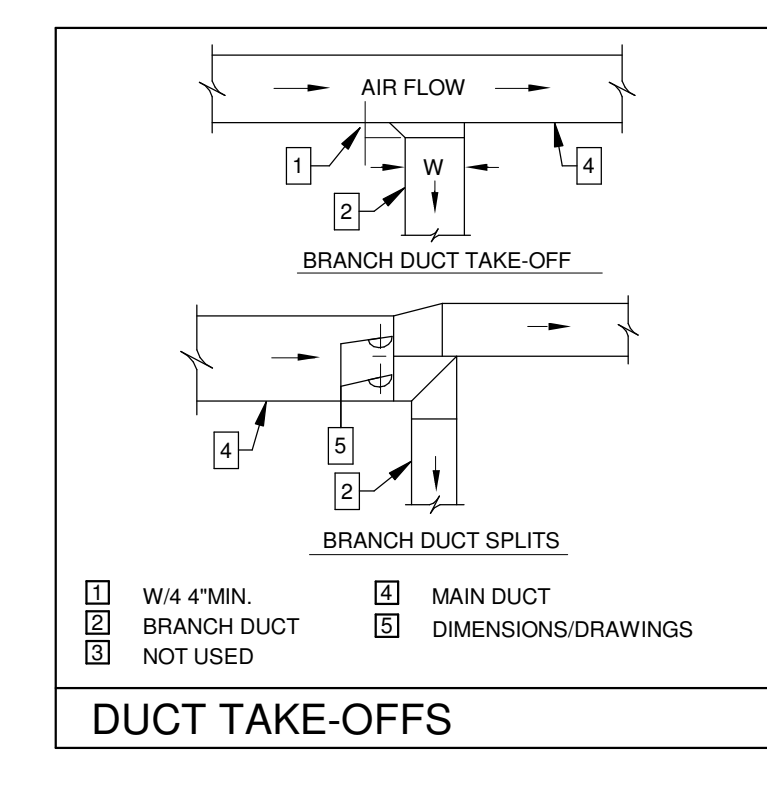 AIR FLOW
1
W
4
2
BRANCH DUCT TAKE-OFF
4
5
2
BRANCH DUCT SPLITS
1 W/4 4"MIN.
2 BRANCH DUCT
3 NOT USED
4 MAIN DUCT
5 DIMENSIONS/DRAWINGS
DUCT TAKE-OFFS